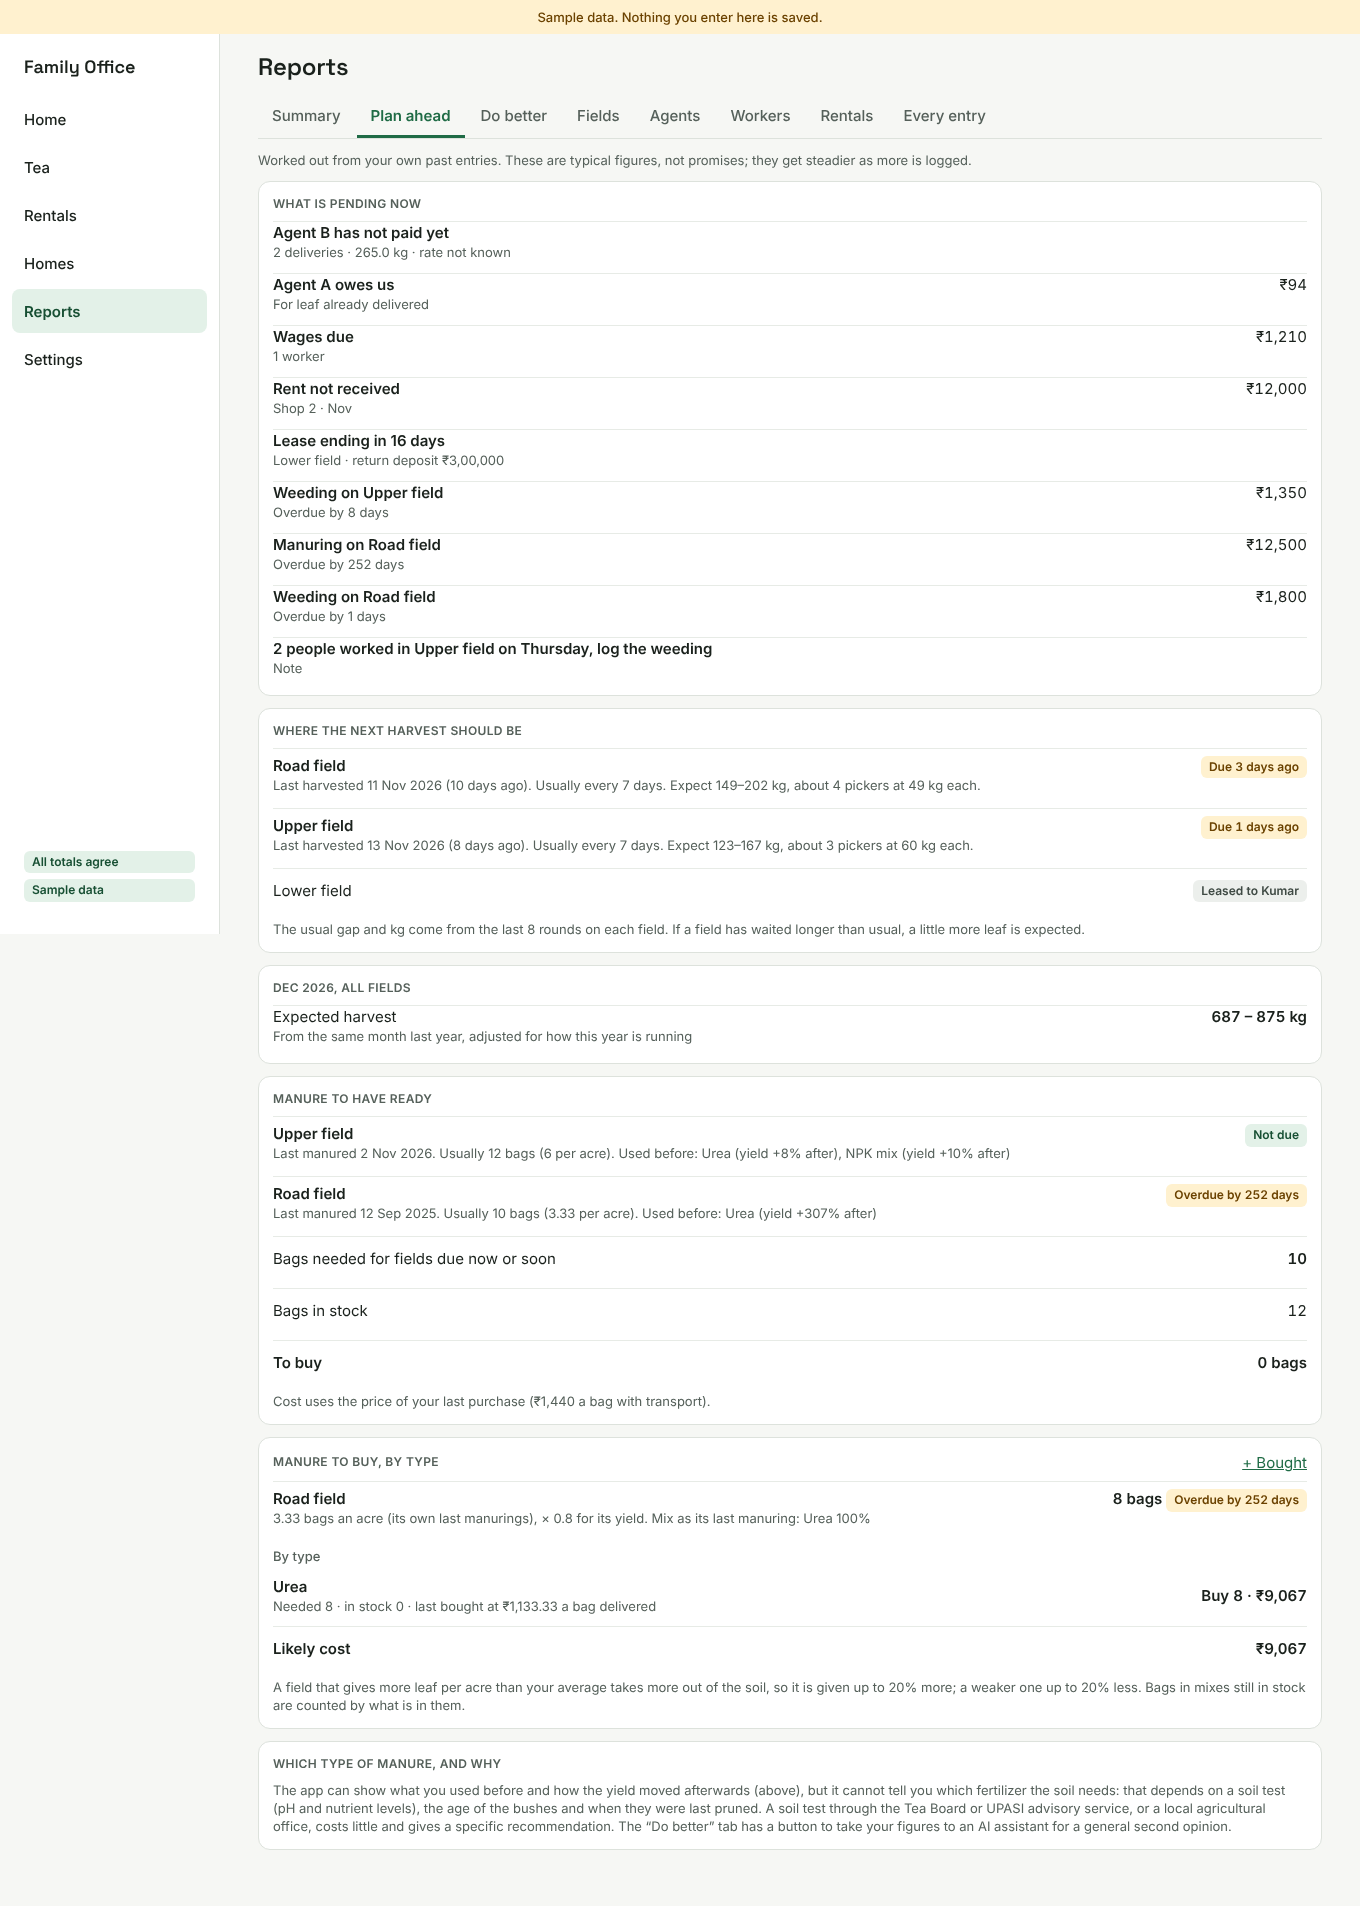 Sample data. Nothing you enter here is saved.
Family Office
Home
Tea
Rentals
Homes
Reports
Settings
All totals agree
Sample data
Reports
Summary
Plan ahead
Do better
Fields
Agents
Workers
Rentals
Every entry
Worked out from your own past entries. These are typical figures, not promises; they get steadier as more is logged.
WHAT IS PENDING NOW
Agent B has not paid yet
2 deliveries · 265.0 kg · rate not known
Agent A owes us ₹94
For leaf already delivered
Wages due ₹1,210
1 worker
Rent not received ₹12,000
Shop 2 · Nov
Lease ending in 16 days
Lower field · return deposit ₹3,00,000
Weeding on Upper field ₹1,350
Overdue by 8 days
Manuring on Road field ₹12,500
Overdue by 252 days
Weeding on Road field ₹1,800
Overdue by 1 days
2 people worked in Upper field on Thursday, log the weeding
Note
WHERE THE NEXT HARVEST SHOULD BE
Road field Due 3 days ago
Last harvested 11 Nov 2026 (10 days ago). Usually every 7 days. Expect 149–202 kg, about 4 pickers at 49 kg each.
Upper field Due 1 days ago
Last harvested 13 Nov 2026 (8 days ago). Usually every 7 days. Expect 123–167 kg, about 3 pickers at 60 kg each.
Lower field Leased to Kumar
The usual gap and kg come from the last 8 rounds on each field. If a field has waited longer than usual, a little more leaf is expected.
DEC 2026, ALL FIELDS
Expected harvest 687 – 875 kg
From the same month last year, adjusted for how this year is running
MANURE TO HAVE READY
Upper field Not due
Last manured 2 Nov 2026. Usually 12 bags (6 per acre). Used before: Urea (yield +8% after), NPK mix (yield +10% after)
Road field Overdue by 252 days
Last manured 12 Sep 2025. Usually 10 bags (3.33 per acre). Used before: Urea (yield +307% after)
Bags needed for fields due now or soon 10
Bags in stock 12
To buy 0 bags
Cost uses the price of your last purchase (₹1,440 a bag with transport).
MANURE TO BUY, BY TYPE + Bought
Road field 8 bags Overdue by 252 days
3.33 bags an acre (its own last manurings), × 0.8 for its yield. Mix as its last manuring: Urea 100%
By type
Urea Buy 8 · ₹9,067
Needed 8 · in stock 0 · last bought at ₹1,133.33 a bag delivered
Likely cost ₹9,067
A field that gives more leaf per acre than your average takes more out of the soil, so it is given up to 20% more; a weaker one up to 20% less. Bags in mixes still in stock
are counted by what is in them.
WHICH TYPE OF MANURE, AND WHY
The app can show what you used before and how the yield moved afterwards (above), but it cannot tell you which fertilizer the soil needs: that depends on a soil test
(pH and nutrient levels), the age of the bushes and when they were last pruned. A soil test through the Tea Board or UPASI advisory service, or a local agricultural
office, costs little and gives a specific recommendation. The “Do better” tab has a button to take your figures to an AI assistant for a general second opinion.